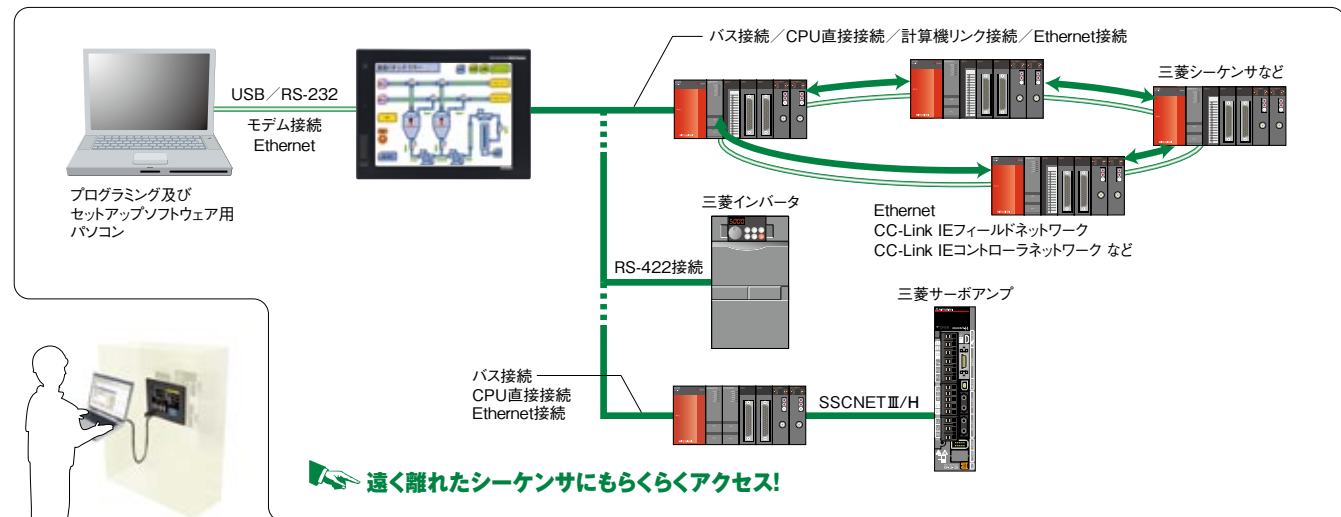 バス接続／CPU直接接続／計算機リンク接続／Ethernet接続
三菱シーケンサなど
USB／RS-232
モデム接続
Ethernet
プログラミング及び
セットアップソフトウェア用
パソコン
三菱インバータ
Ethernet
CC-Link IEフィールドネットワーク
CC-Link IEコントローラネットワーク など
RS-422接続
三菱サーボアンプ
バス接続
CPU直接接続
Ethernet接続
SSCNETⅢ/H
遠く離れたシーケンサにもらくらくアクセス!